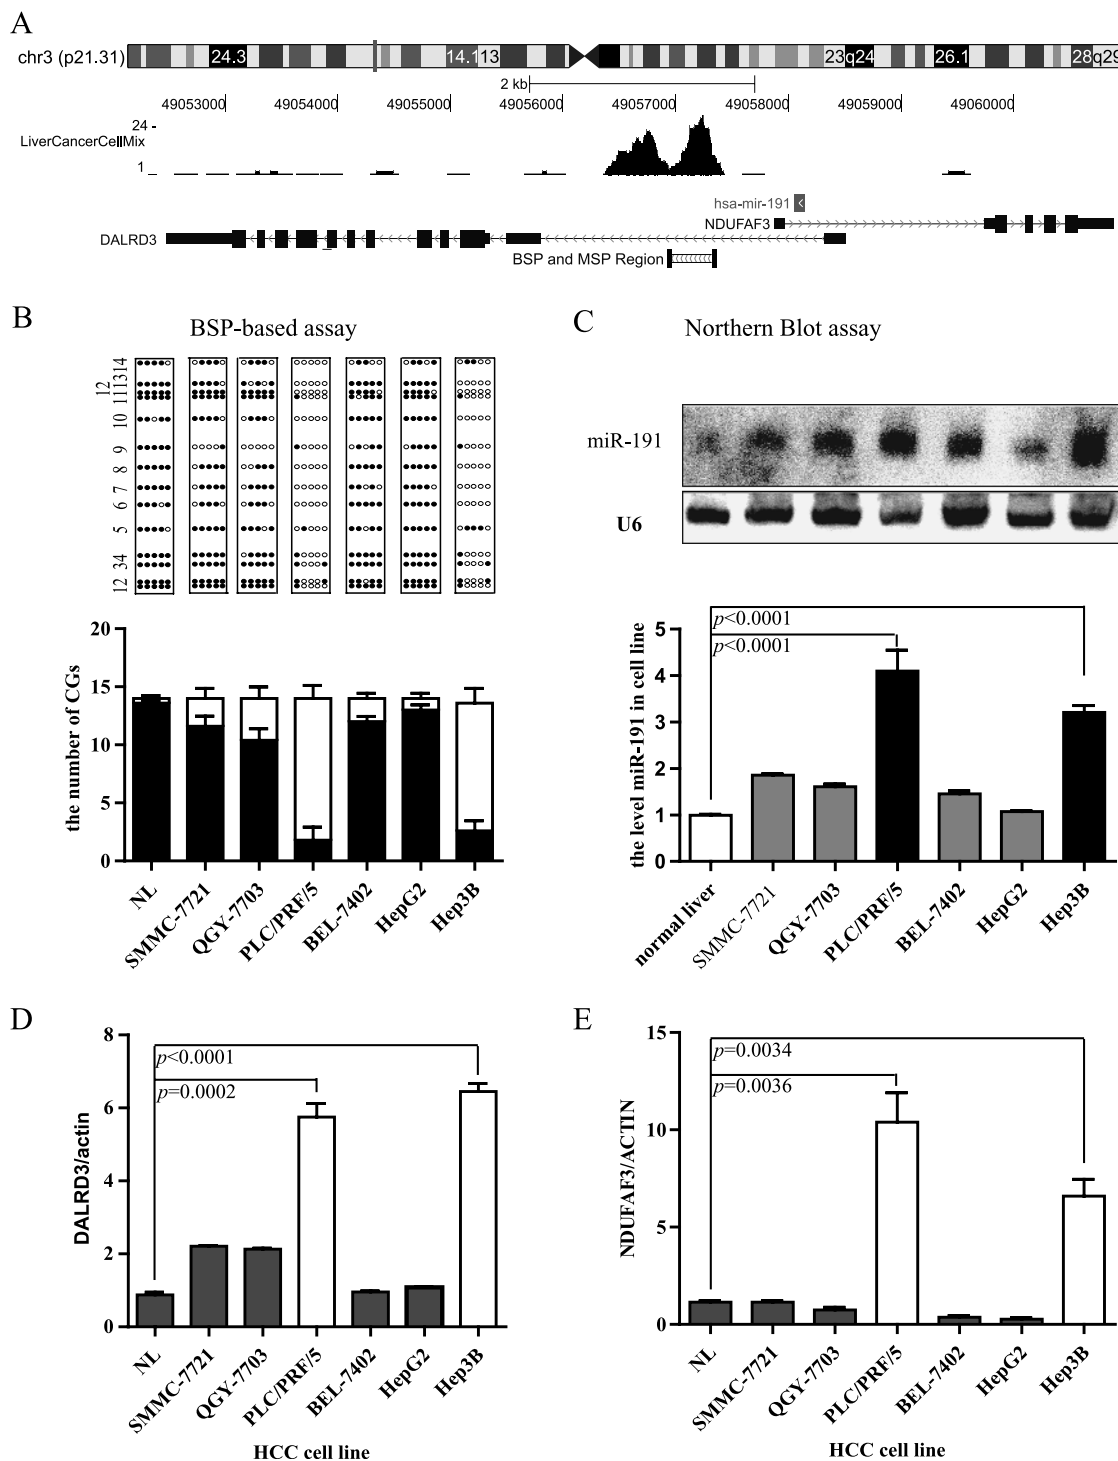 A
chr3 (p21.31) 24.3 14.1 13 23 q24 26.1 28 q29
2 kb
49053000 49054000 49055000 49056000 49057000 49058000 49059000 49060000
24 -
LiverCancerCellMix
1
hsa-mir-191
NDUFAF3
DALRD3
BSP and MSP Region
B
BSP-based assay
12 34 5 6 7 8 9 10 11 12 1314
the number of CGs
20
15
10
5
0
NL SMMC-7721 QGY-7703 PLC/PRF/5 BEL-7402 HepG2 Hep3B
C
Northern Blot assay
miR-191
U6
the level miR-191 in cell line
5
4
3
2
1
0
p<0.0001
p<0.0001
normal liver SMMC-7721 QGY-7703 PLC/PRF/5 BEL-7402 HepG2 Hep3B
D
DALRD3/actin
8
6
4
2
0
p<0.0001
p=0.0002
NL SMMC-7721 QGY-7703 PLC/PRF/5 BEL-7402 HepG2 Hep3B
HCC cell line
E
NDUFAF3/ACTIN
15
10
5
0
p=0.0034
p=0.0036
NL SMMC-7721 QGY-7703 PLC/PRF/5 BEL-7402 HepG2 Hep3B
HCC cell line